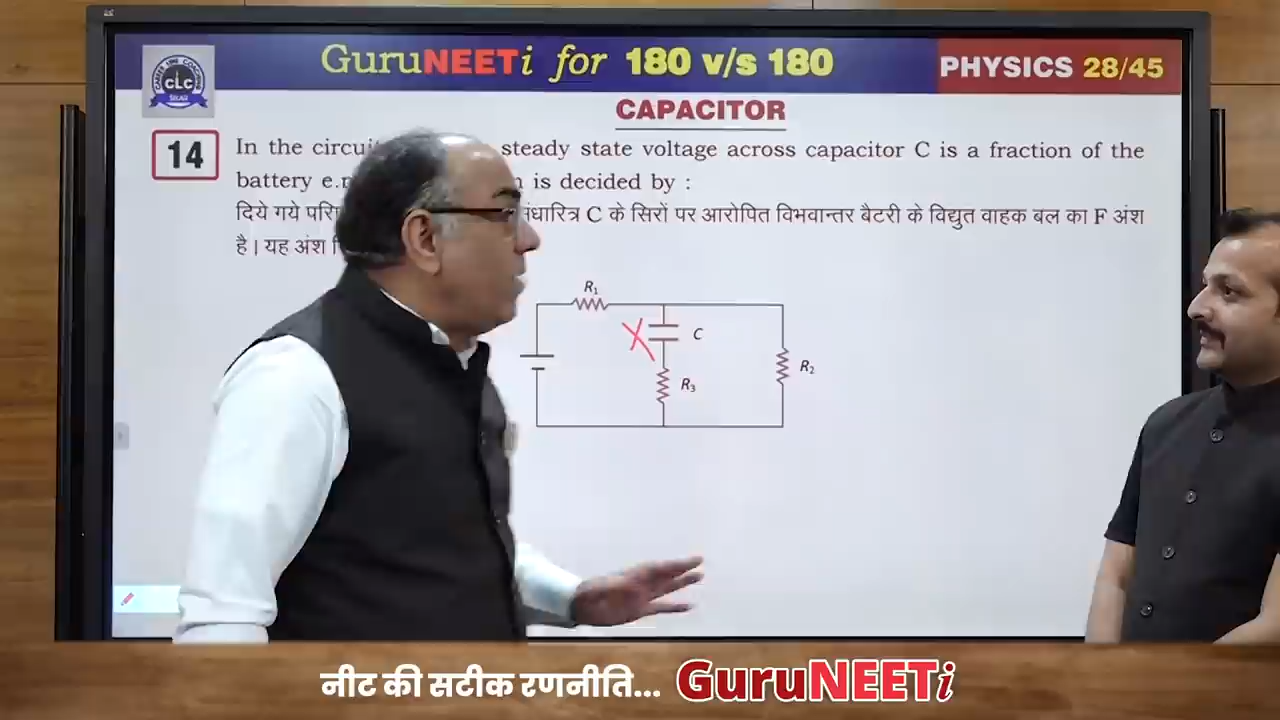 GuruNEETi for 180 v/s 180
PHYSICS 28/45
CLC
SIKAR
CAPACITOR
14
In the steady state voltage across capacitor C is a fraction of the
battery is decided by :
दिये गये C के सिरों पर आरोपित विभवान्तर बैटरी के विद्युत वाहक बल का F अंश
है। यह अंश
R1
C
R3
R2
नीट की सटीक रणनीति... GuruNEETi